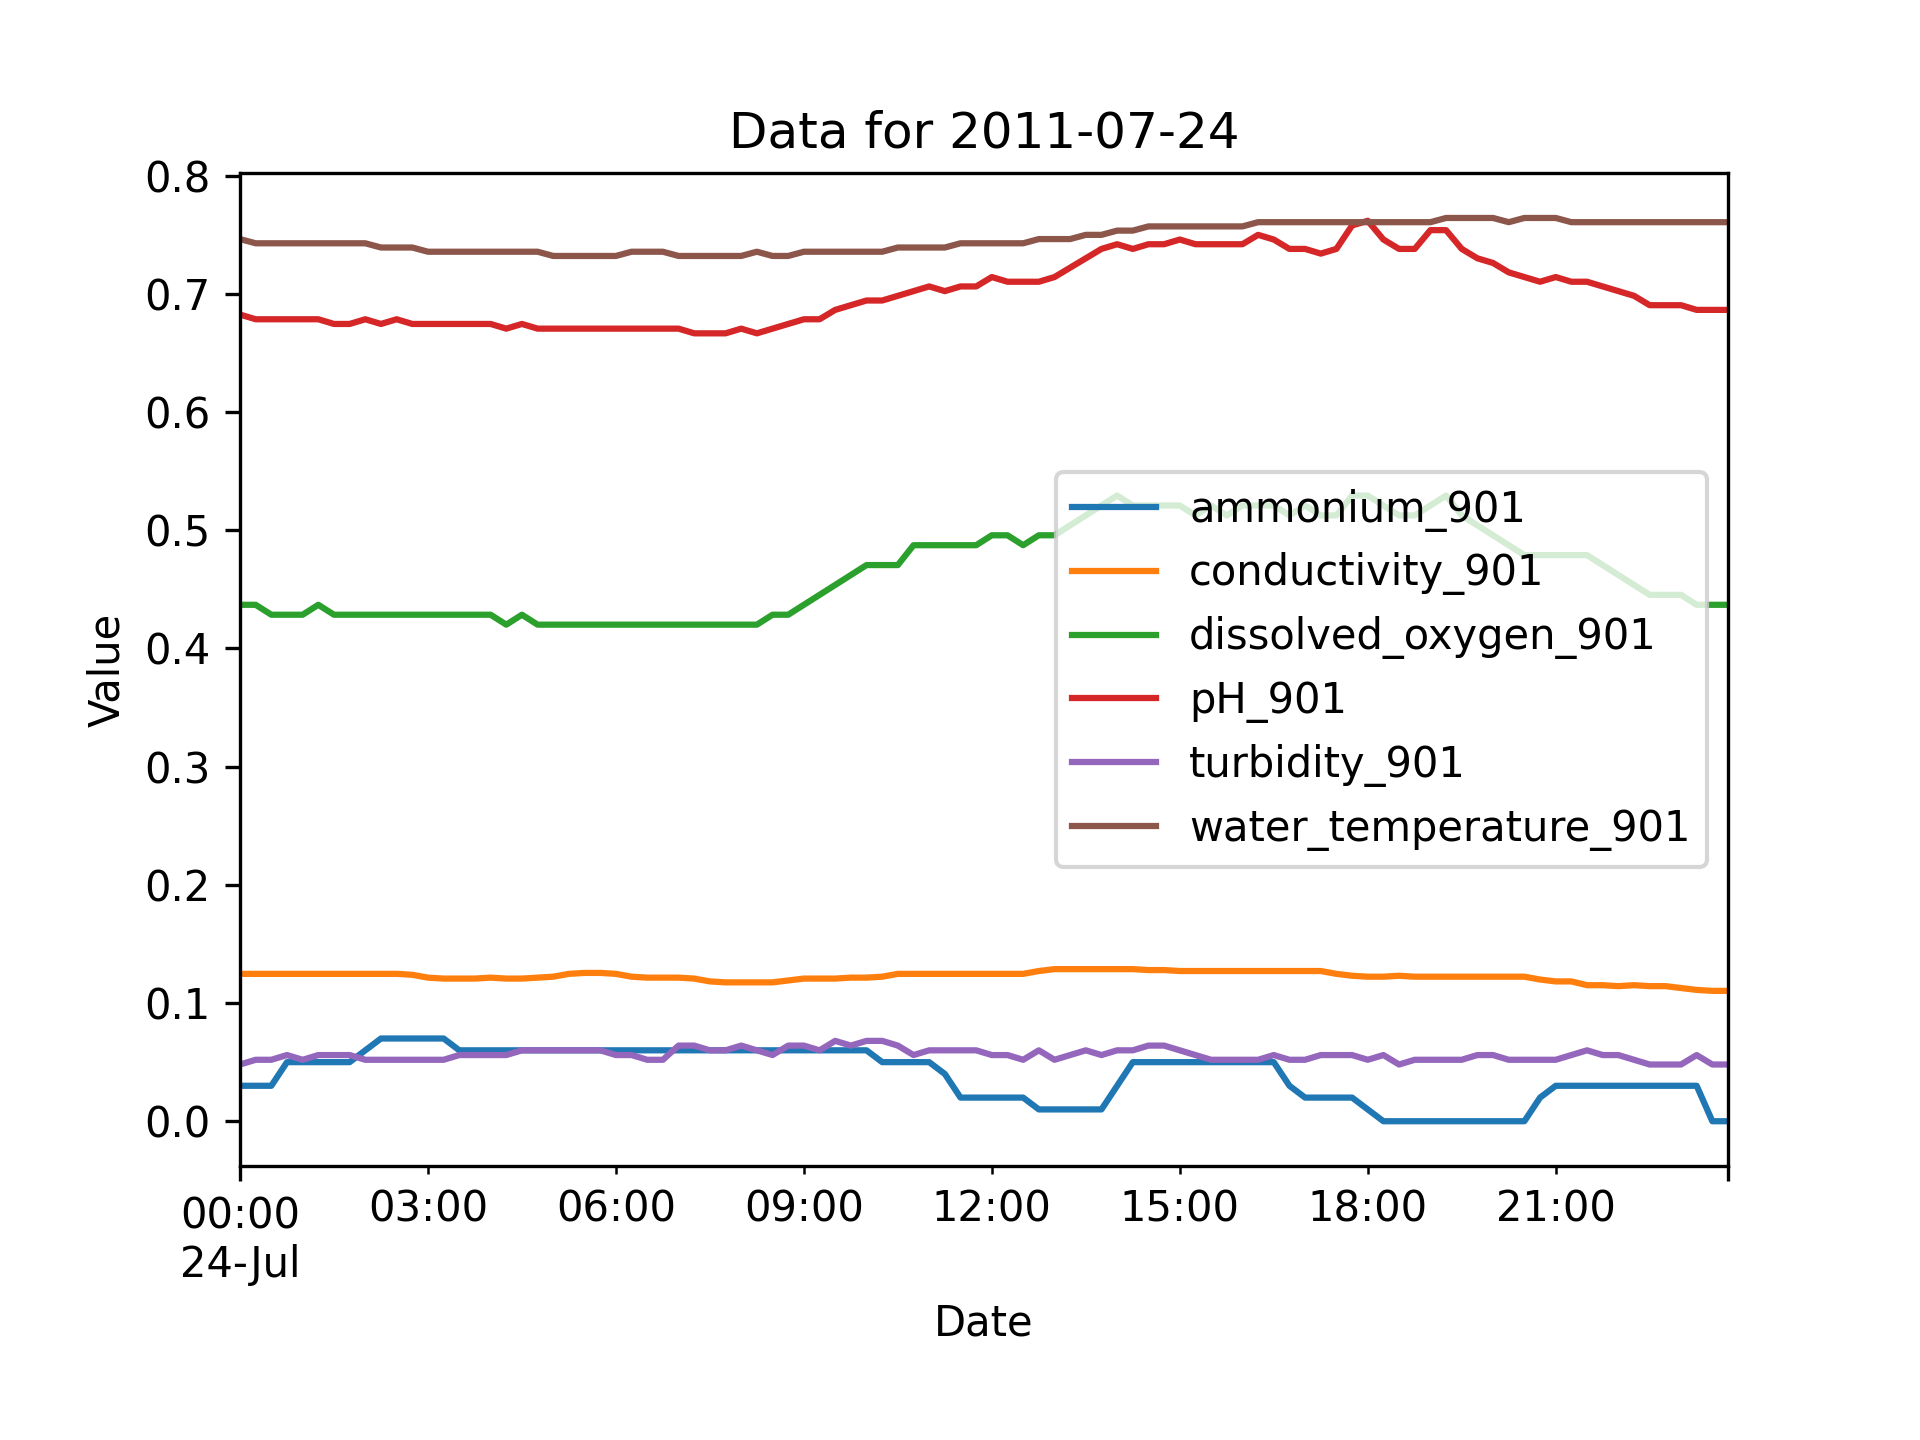 Data for 2011-07-24
Value
0.8
0.7
0.6
0.5
0.4
0.3
0.2
0.1
0.0
ammonium_901
conductivity_901
dissolved_oxygen_901
pH_901
turbidity_901
water_temperature_901
00:00 03:00 06:00 09:00 12:00 15:00 18:00 21:00
24-Jul
Date